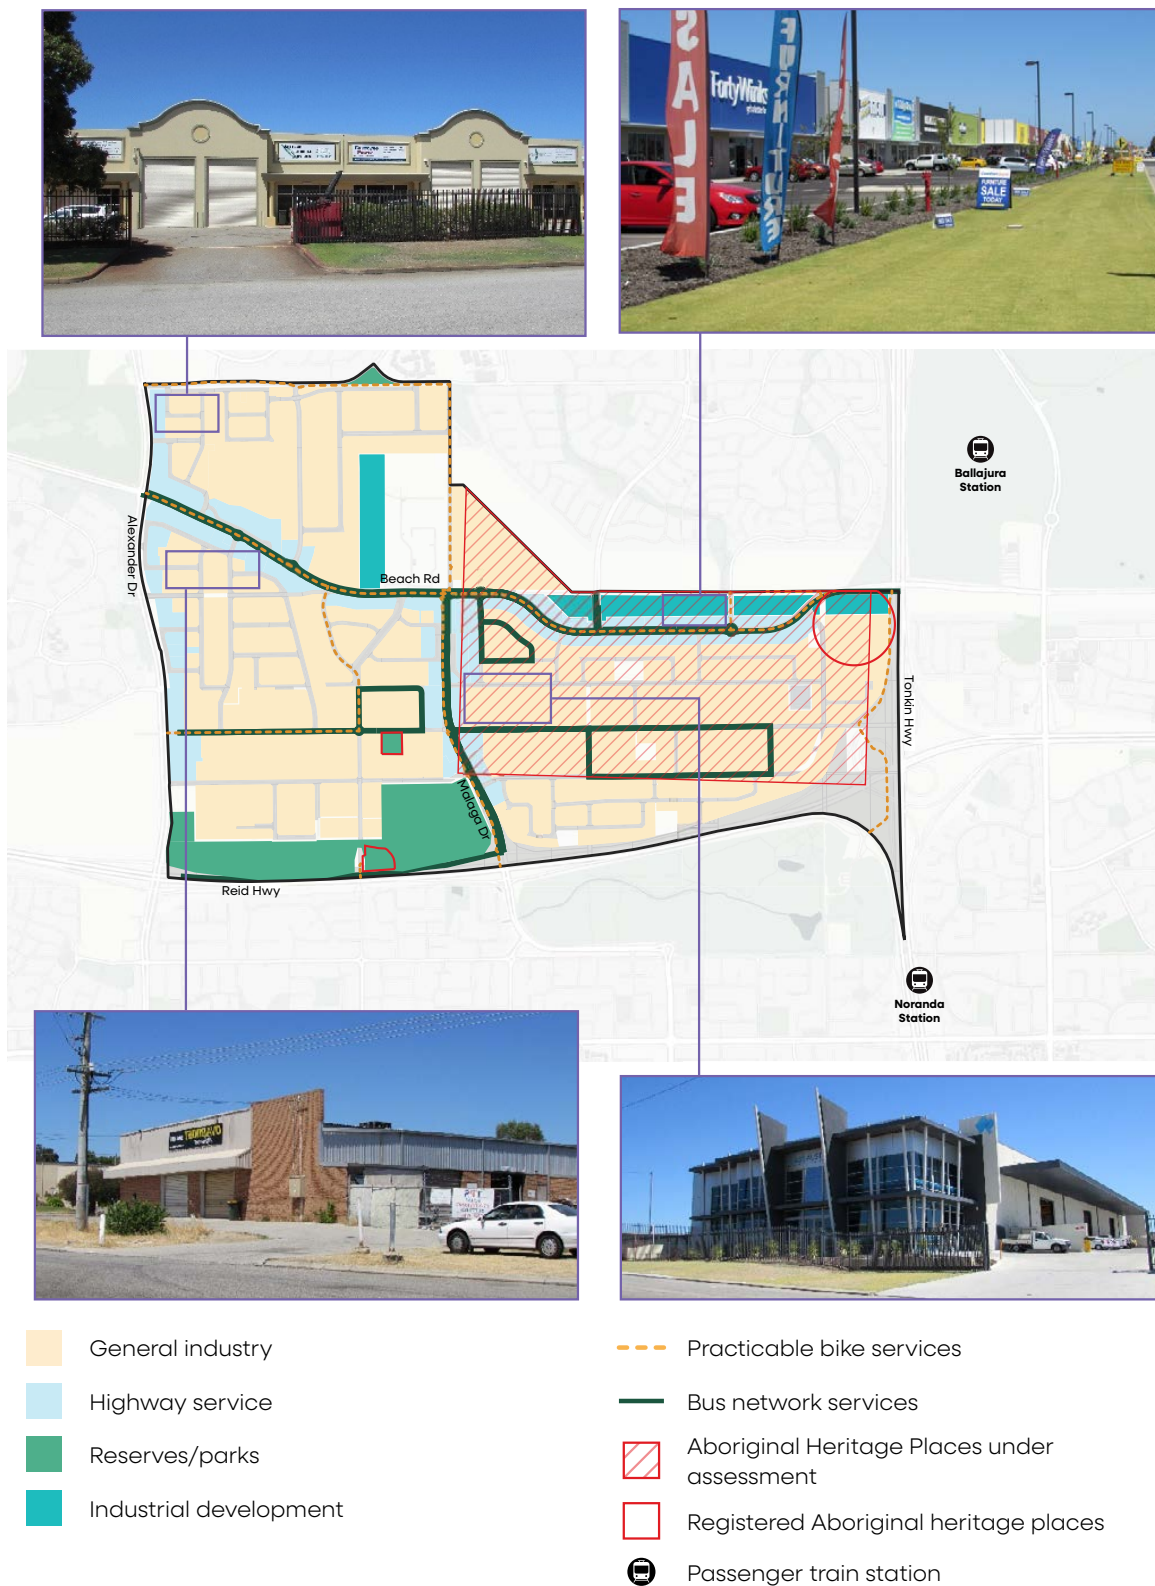 SALE
FURNITURE
FortyWinks
FURNITURE
SALE
TODAY
Ballajura
Station
Alexander Dr
Beach Rd
Tonkin Hwy
Malaga Dr
Reid Hwy
Noranda
Station
General industry
Highway service
Reserves/parks
Industrial development
Practicable bike services
Bus network services
Aboriginal Heritage Places under
assessment
Registered Aboriginal heritage places
Passenger train station